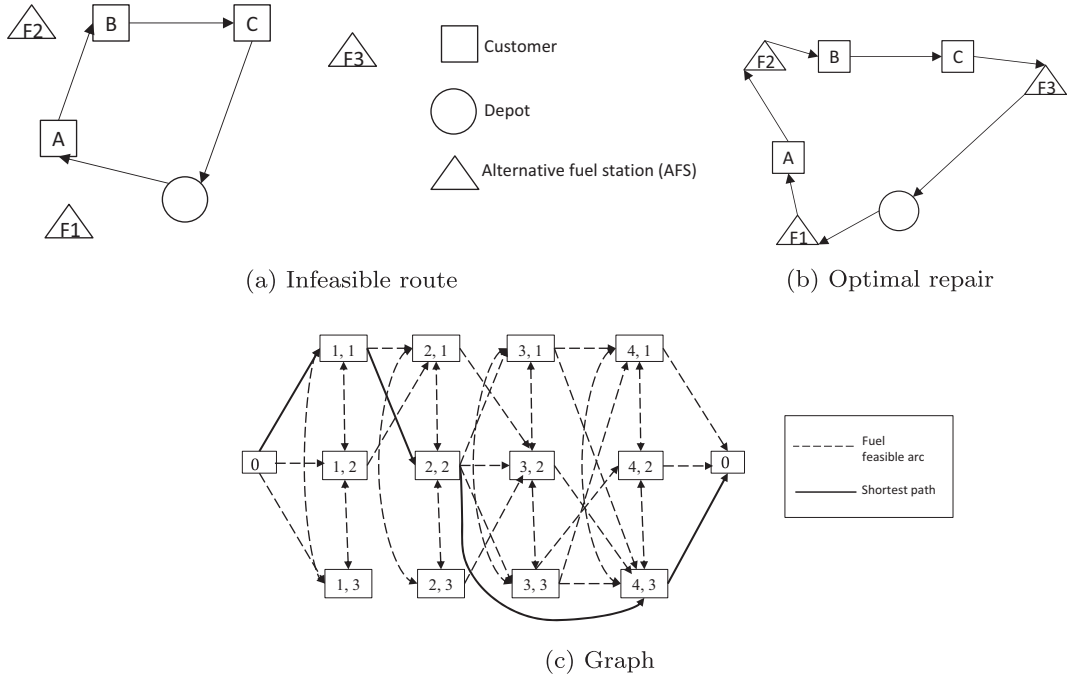 F2
B
C
F3
A
F1
Customer
Depot
Alternative fuel station (AFS)
F2
B
C
F3
A
F1
(a) Infeasible route
(b) Optimal repair
1, 1
2, 1
3, 1
4, 1
0
1, 2
2, 2
3, 2
4, 2
0
1, 3
2, 3
3, 3
4, 3
Fuel
feasible arc
Shortest path
(c) Graph